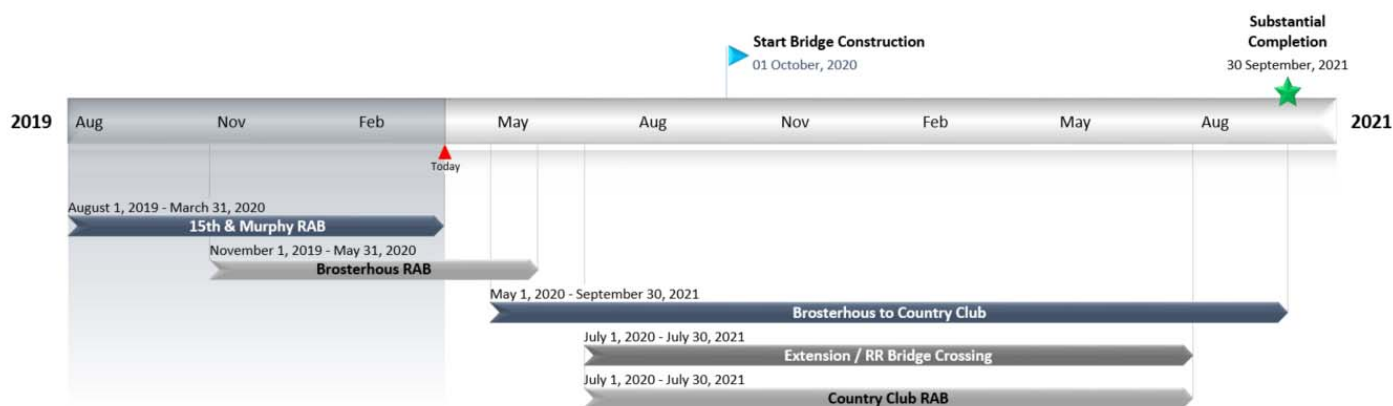 Substantial
Completion
30 September, 2021
Start Bridge Construction
01 October, 2020
2019 Aug Nov Feb May Aug Nov Feb May Aug 2021
Today
August 1, 2019 - March 31, 2020
15th & Murphy RAB
November 1, 2019 - May 31, 2020
Brosterhous RAB
May 1, 2020 - September 30, 2021
Brosterhous to Country Club
July 1, 2020 - July 30, 2021
Extension / RR Bridge Crossing
July 1, 2020 - July 30, 2021
Country Club RAB